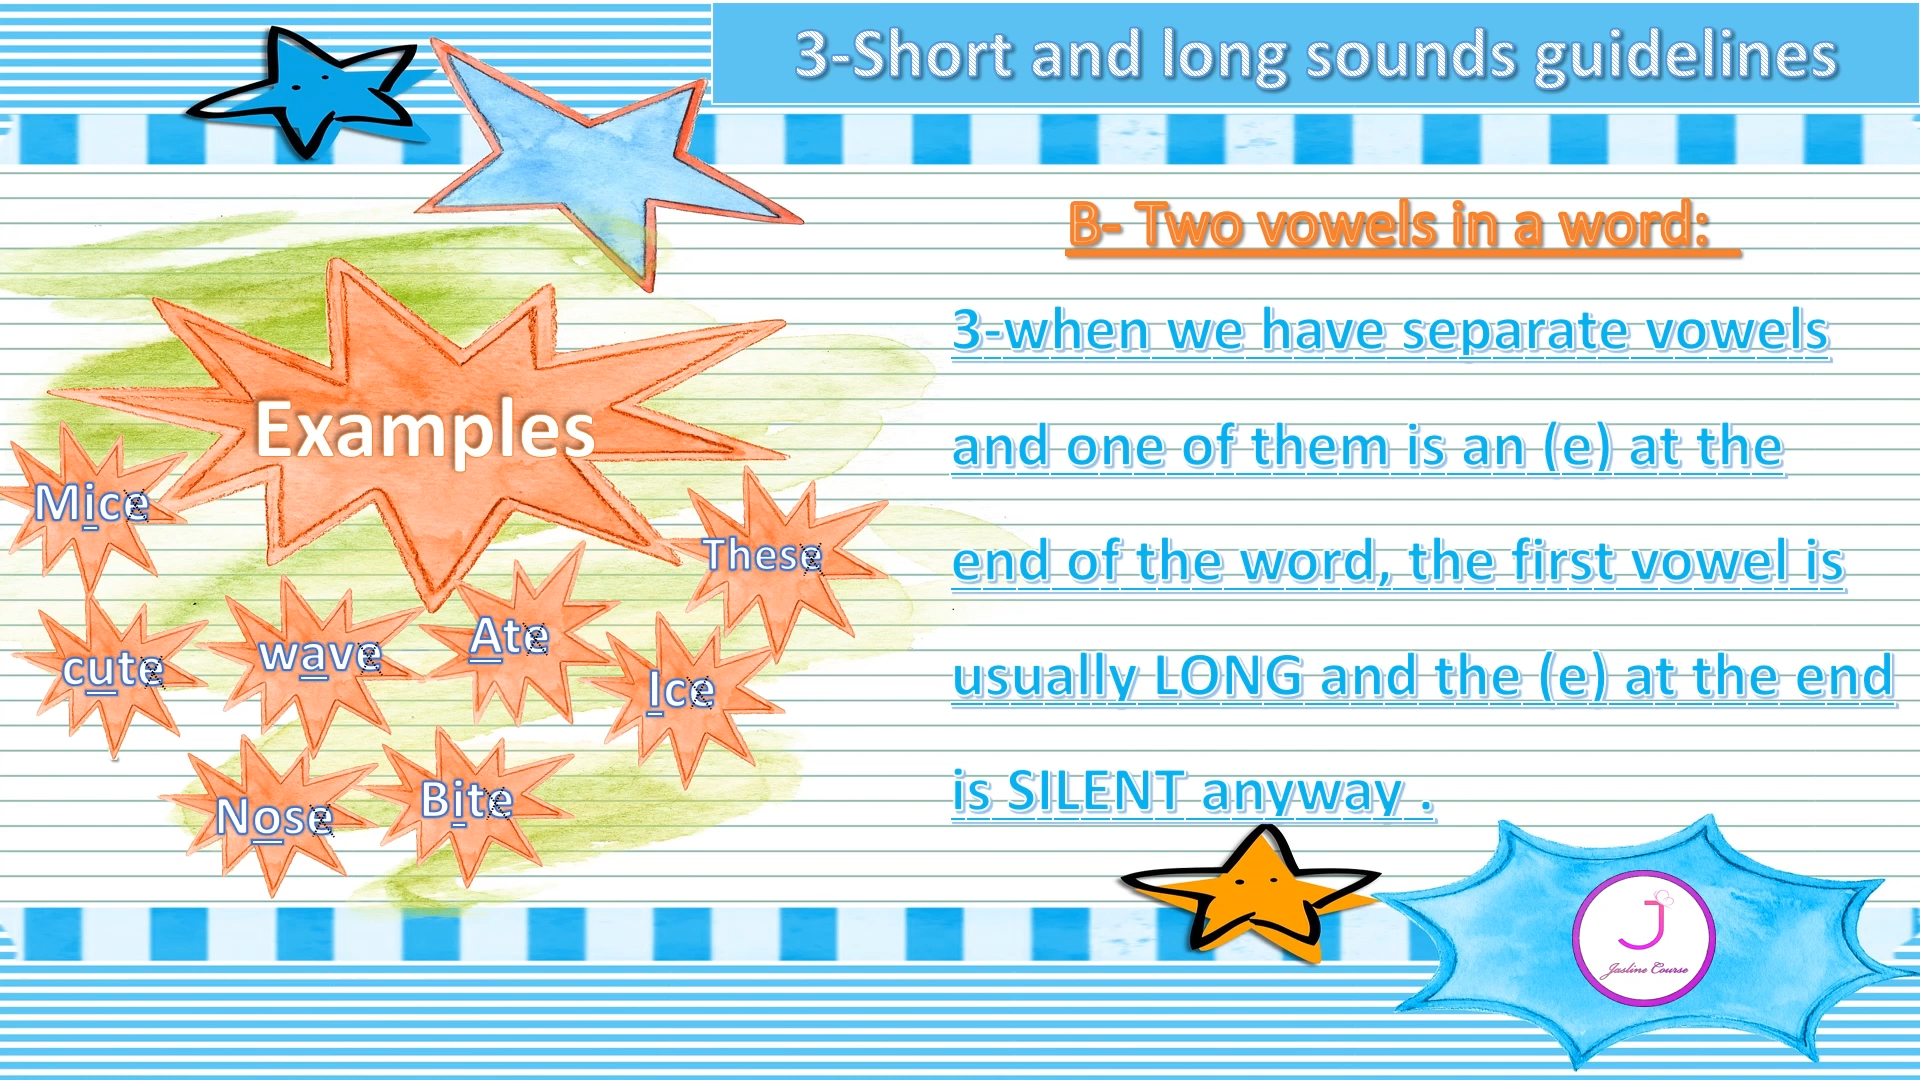 3-Short and long sounds guidelines
B- Two vowels in a word:
3-when we have separate vowels
and one of them is an (e) at the
end of the word, the first vowel is
usually LONG and the (e) at the end
is SILENT anyway .
Examples
Mice
These
cute
wave
Ate
Ice
Nose
Bite
J
Jasline Course